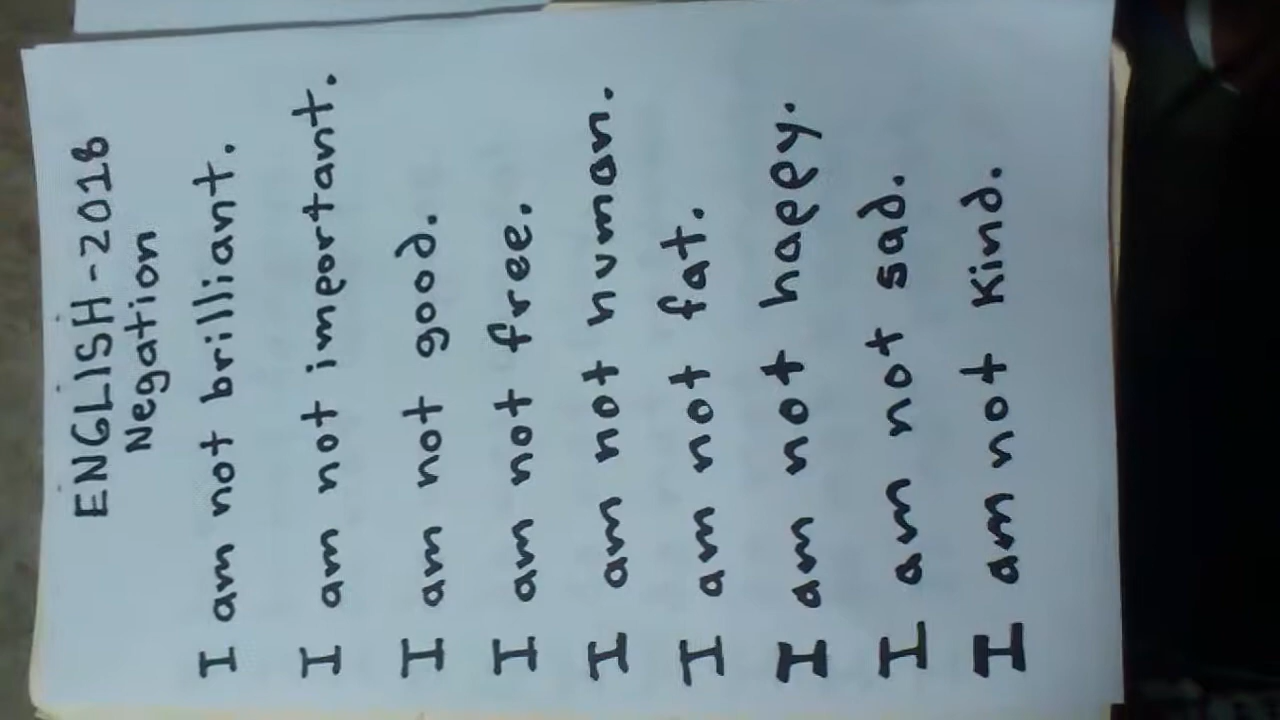 ENGLISH-2018
Negation
I am not brilliant.
I am not important.
I am not good.
I am not free.
I am not human.
I am not fat.
I am not happy.
I am not sad.
I am not kind.